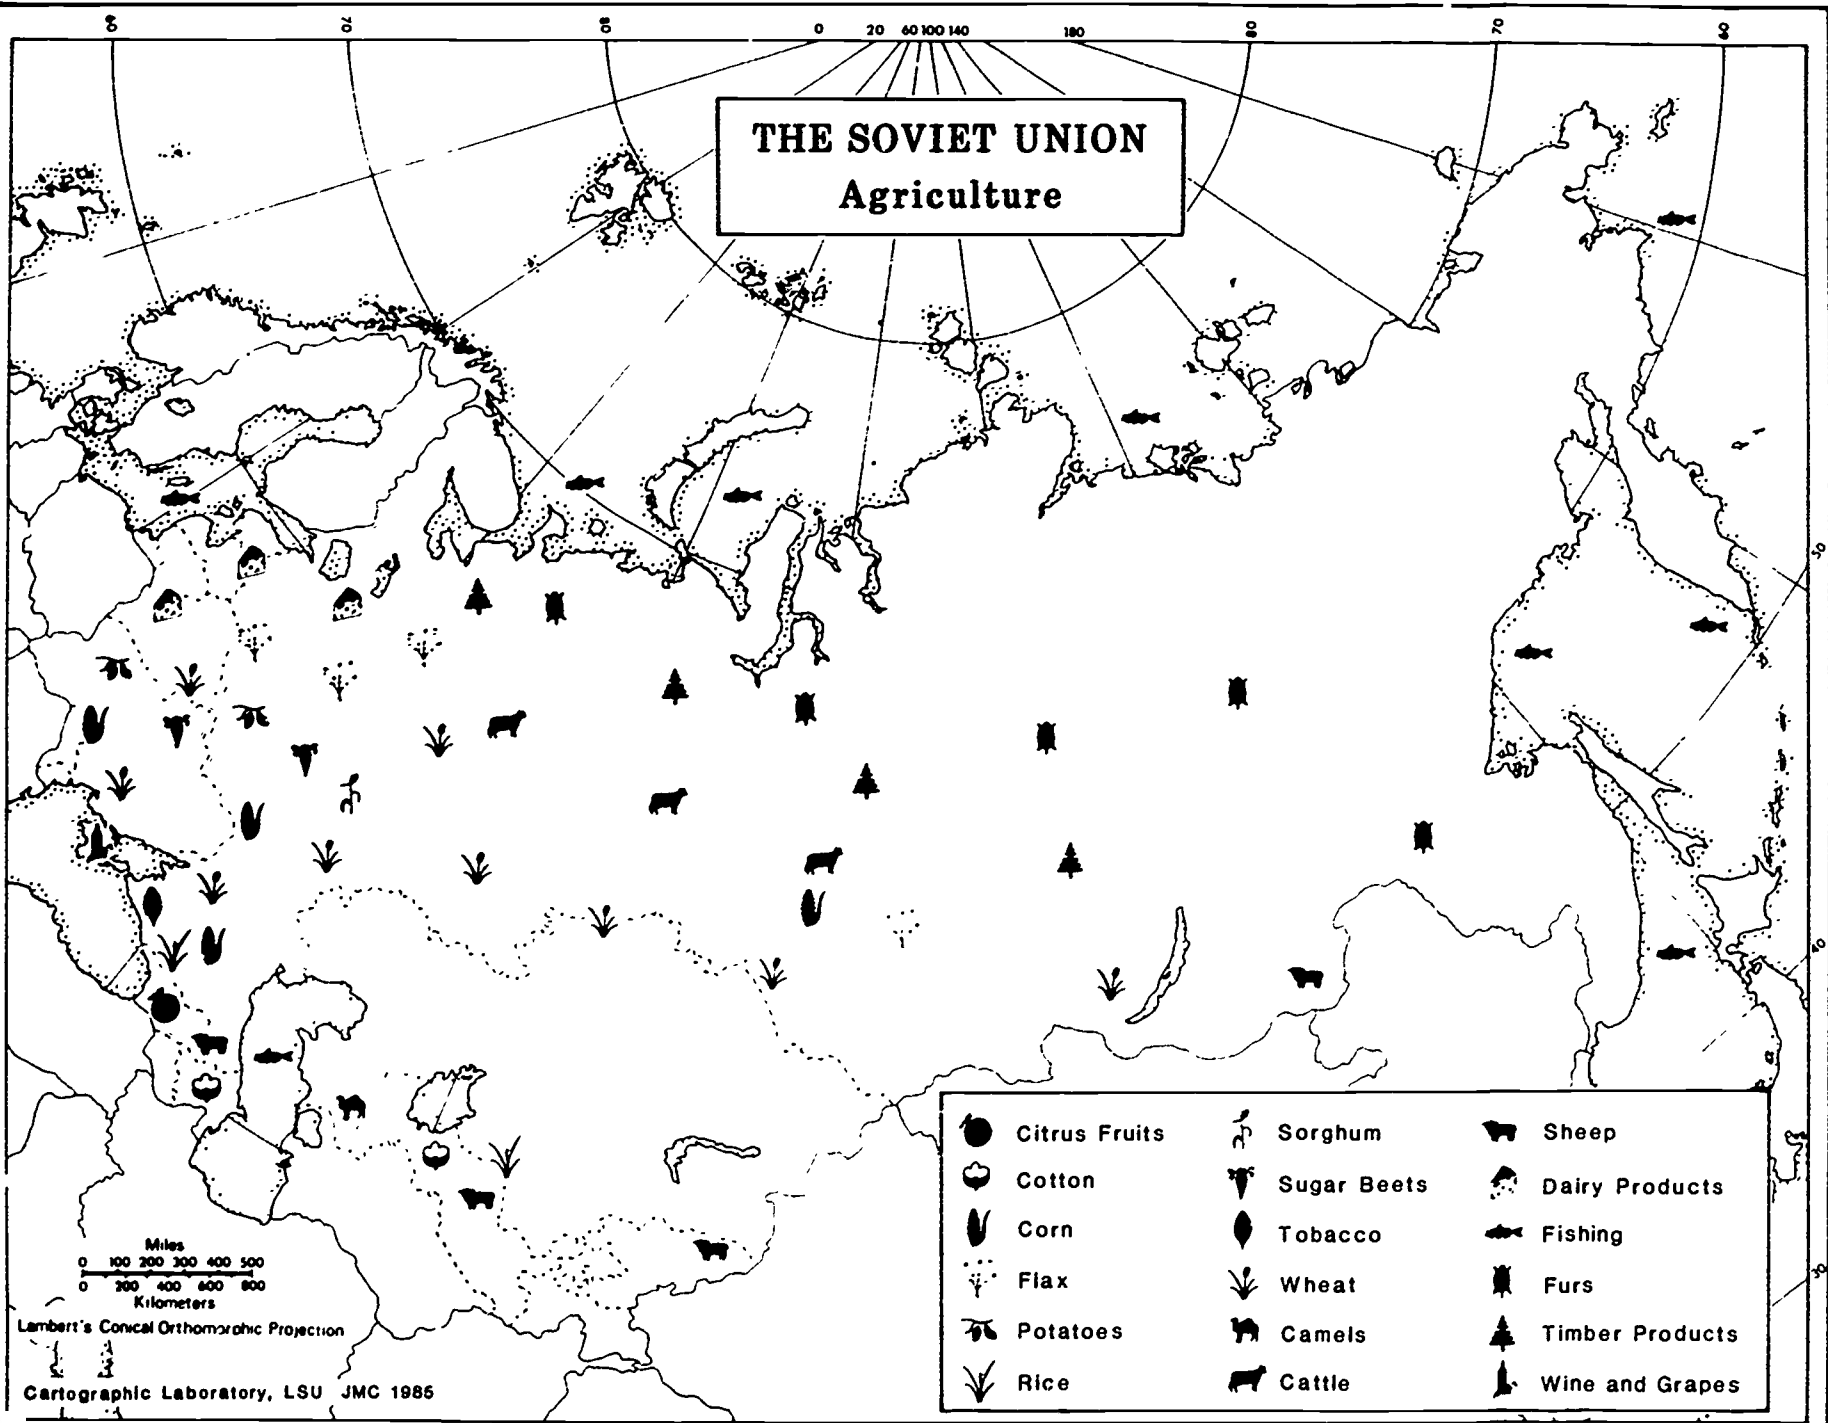 60 70 80 0 20 60 100 140 180 80 70 60
THE SOVIET UNION
Agriculture
50
40
30
Citrus Fruits
Cotton
Corn
Flax
Potatoes
Rice
Sorghum
Sugar Beets
Tobacco
Wheat
Camels
Cattle
Sheep
Dairy Products
Fishing
Furs
Timber Products
Wine and Grapes
Miles
0 100 200 300 400 500
0 200 400 600 800
Kilometers
Lambert's Conical Orthomorphic Projection
Cartographic Laboratory, LSU JMC 1985